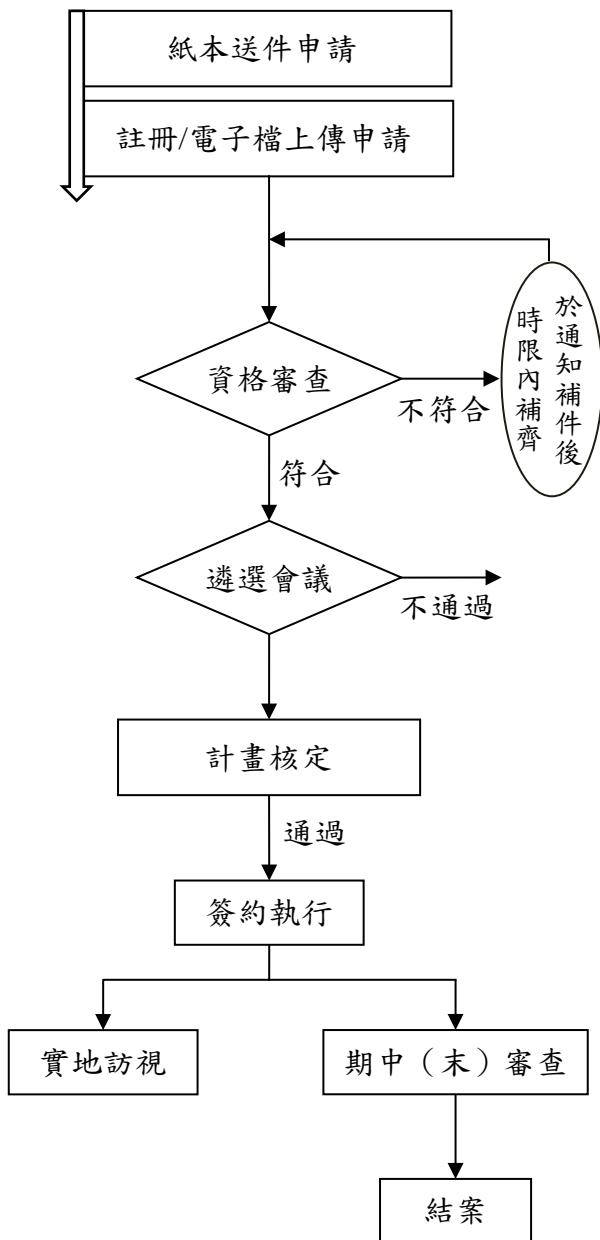 紙本送件申請
註冊/電子檔上傳申請
於通知補件後
時限內補齊
資格審查
不符合
符合
遴選會議
不通過
計畫核定
通過
簽約執行
實地訪視
期中（末）審查
結案